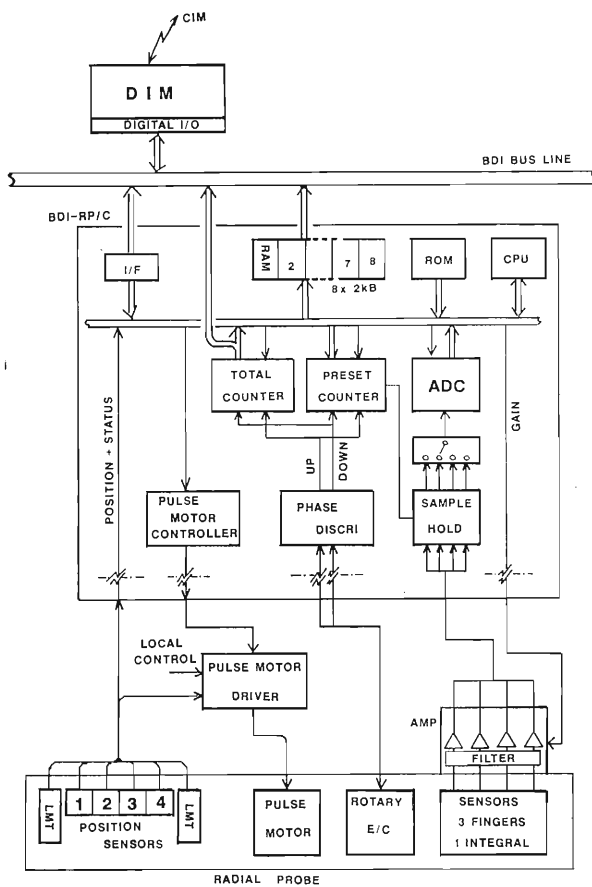 CIM
DIM
DIGITAL I/O
BDI BUS LINE
BDI-RP/C
I/F
RAM
2
7
8
8x 2kB
ROM
CPU
TOTAL
COUNTER
PRESET
COUNTER
ADC
POSITION + STATUS
UP
DOWN
GAIN
PULSE
MOTOR
CONTROLLER
PHASE
DISCRI
SAMPLE
HOLD
LOCAL
CONTROL
PULSE MOTOR
DRIVER
AMP
FILTER
LMT
1
2
3
4
POSITION
SENSORS
LMT
PULSE
MOTOR
ROTARY
E/C
SENSORS
3 FINGERS
1 INTEGRAL
RADIAL PROBE